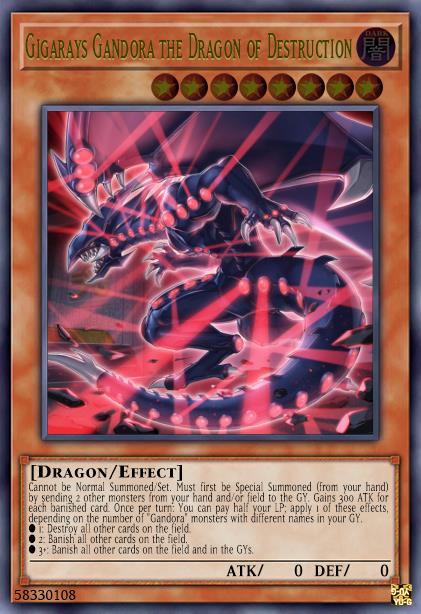 Gigarays Gandora the Dragon of Destruction
DARK
闇
[Dragon/Effect]
Cannot be Normal Summoned/Set. Must first be Special Summoned (from your hand)
by sending 2 other monsters from your hand and/or field to the GY. Gains 300 ATK for
each banished card. Once per turn: You can pay half your LP; apply 1 of these effects,
depending on the number of "Gandora" monsters with different names in your GY.
● 1: Destroy all other cards on the field.
● 2: Banish all other cards on the field.
● 3+: Banish all other cards on the field and in the GYs.
ATK/ 0 DEF/ 0
58330108